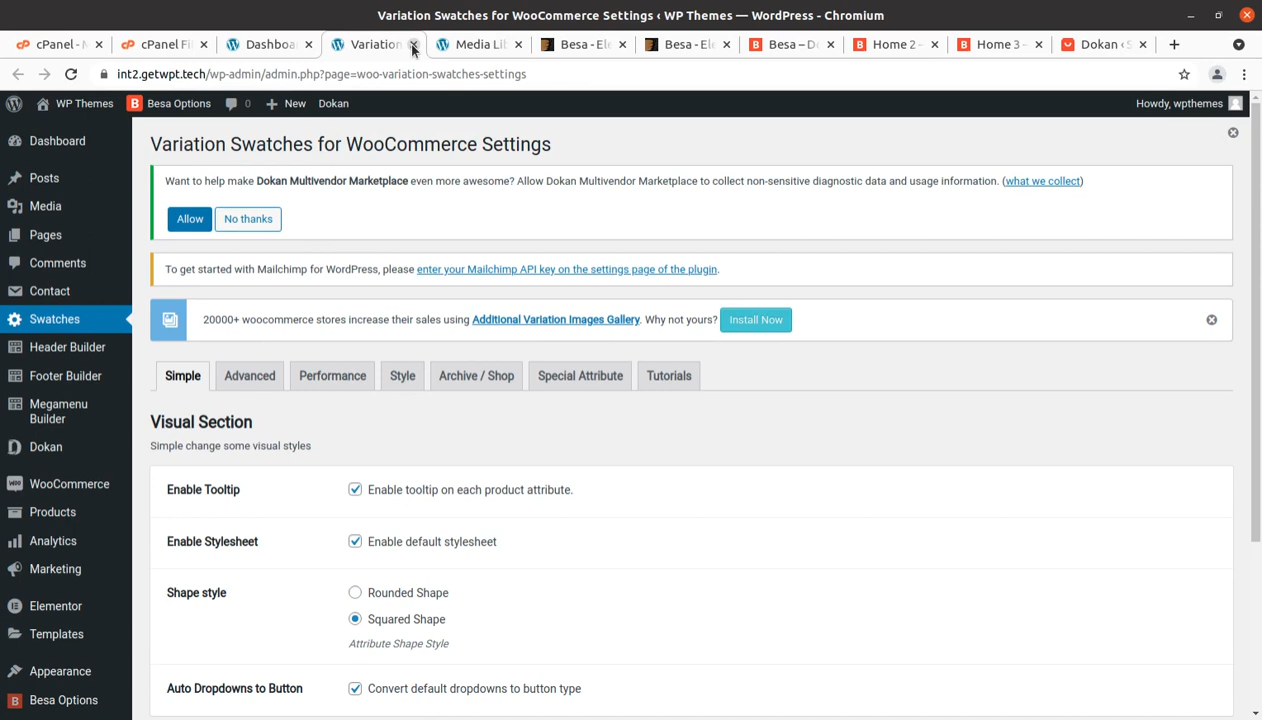 Variation Swatches for WooCommerce Settings ‹ WP Themes — WordPress - Chromium
cPanel - M
cPanel Fi
Dashboa
Variation
Media Lib
Besa - Ele
Besa - Ele
Besa – D
Home 2 –
Home 3 –
Dokan ‹ S
int2.getwpt.tech/wp-admin/admin.php?page=woo-variation-swatches-settings
WP Themes
B Besa Options
0
New
Dokan
Howdy, wpthemes
Dashboard
Posts
Media
Pages
Comments
Contact
Swatches
Header Builder
Footer Builder
Megamenu
Builder
Dokan
WooCommerce
Products
Analytics
Marketing
Elementor
Templates
Appearance
B Besa Options
Variation Swatches for WooCommerce Settings
Want to help make Dokan Multivendor Marketplace even more awesome? Allow Dokan Multivendor Marketplace to collect non-sensitive diagnostic data and usage information. (what we collect)
Allow
No thanks
To get started with Mailchimp for WordPress, please enter your Mailchimp API key on the settings page of the plugin.
20000+ woocommerce stores increase their sales using Additional Variation Images Gallery. Why not yours?
Install Now
Simple
Advanced
Performance
Style
Archive / Shop
Special Attribute
Tutorials
Visual Section
Simple change some visual styles
Enable Tooltip
Enable tooltip on each product attribute.
Enable Stylesheet
Enable default stylesheet
Shape style
Rounded Shape
Squared Shape
Attribute Shape Style
Auto Dropdowns to Button
Convert default dropdowns to button type